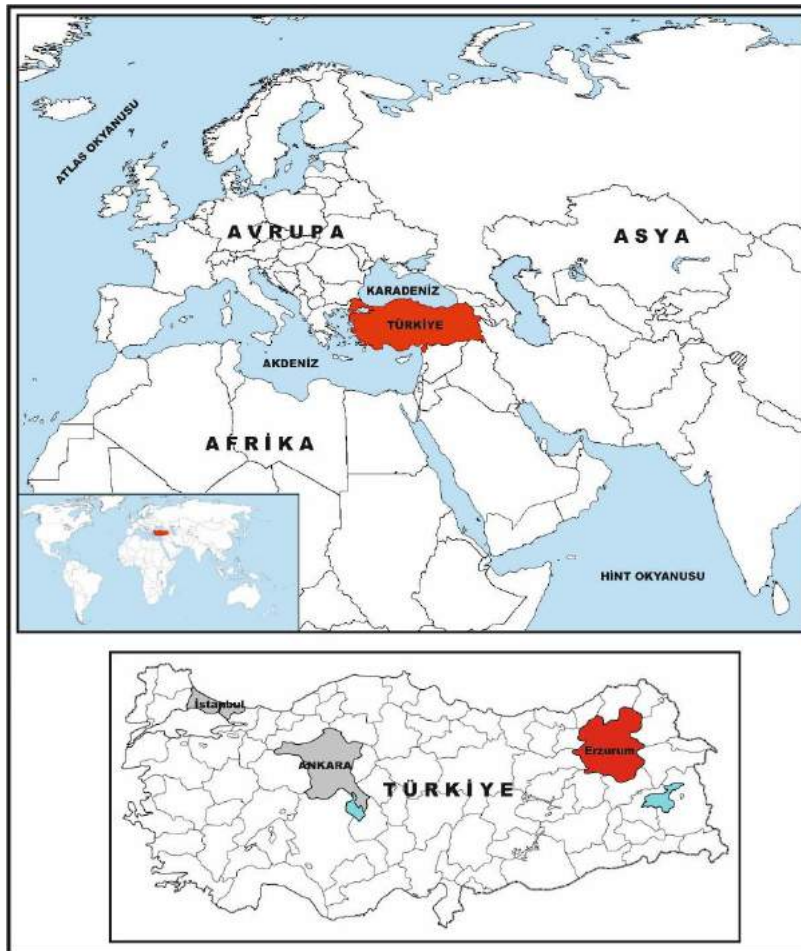 ATLAS OKYANUSU
AVRUPA
ASYA
KARADENİZ
TÜRKİYE
AKDENİZ
AFRİKA
HİNT OKYANUSU
İstanbul
Erzurum
ANKARA
TÜRKİYE